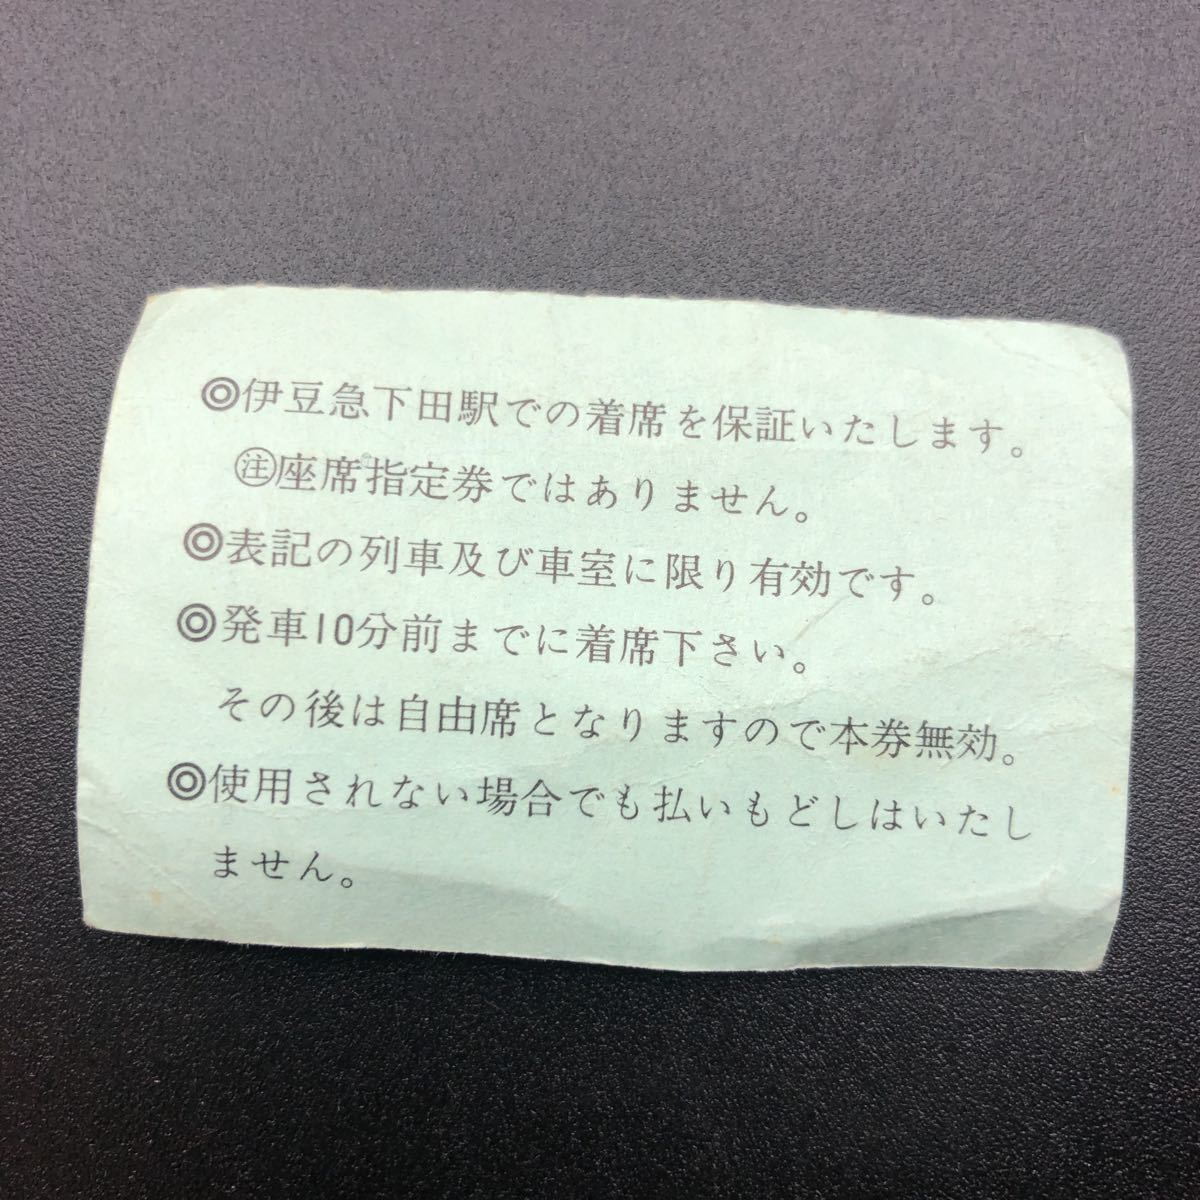 ◎伊豆急下田駅での着席を保証いたします。
㊟座席指定券ではありません。
◎表記の列車及び車室に限り有効です。
◎発車10分前までに着席下さい。
その後は自由席となりますので本券無効。
◎使用されない場合でも払いもどしはいたし
ません。